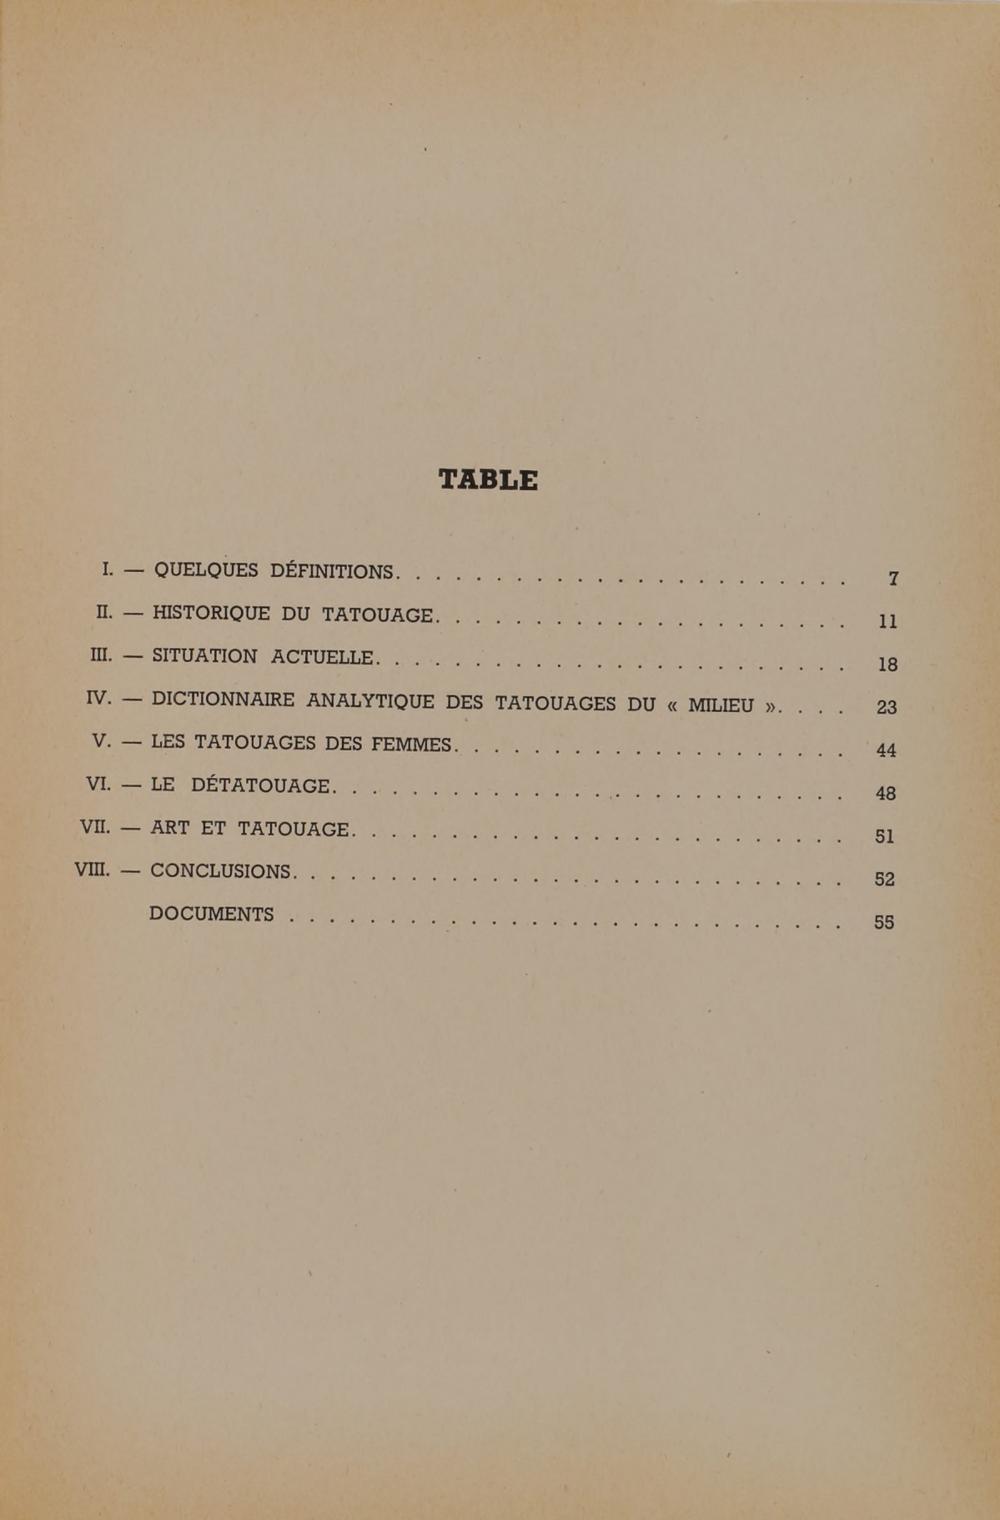 TABLE
I. — QUELQUES DÉFINITIONS. . . . . . . . . . . . . . . . . . . . . . . 7
II. — HISTORIQUE DU TATOUAGE. . . . . . . . . . . . . . . . . . . . . 11
III. — SITUATION ACTUELLE. . . . . . . . . . . . . . . . . . . . . . . . 18
IV. — DICTIONNAIRE ANALYTIQUE DES TATOUAGES DU « MILIEU ». . . . 23
V. — LES TATOUAGES DES FEMMES. . . . . . . . . . . . . . . . . . . . 44
VI. — LE DÉTATOUAGE. . . . . . . . . . . . . . . . . . . . . . . . . . 48
VII. — ART ET TATOUAGE. . . . . . . . . . . . . . . . . . . . . . . . . 51
VIII. — CONCLUSIONS. . . . . . . . . . . . . . . . . . . . . . . . . . . . 52
DOCUMENTS . . . . . . . . . . . . . . . . . . . . . . . . . . . . 55